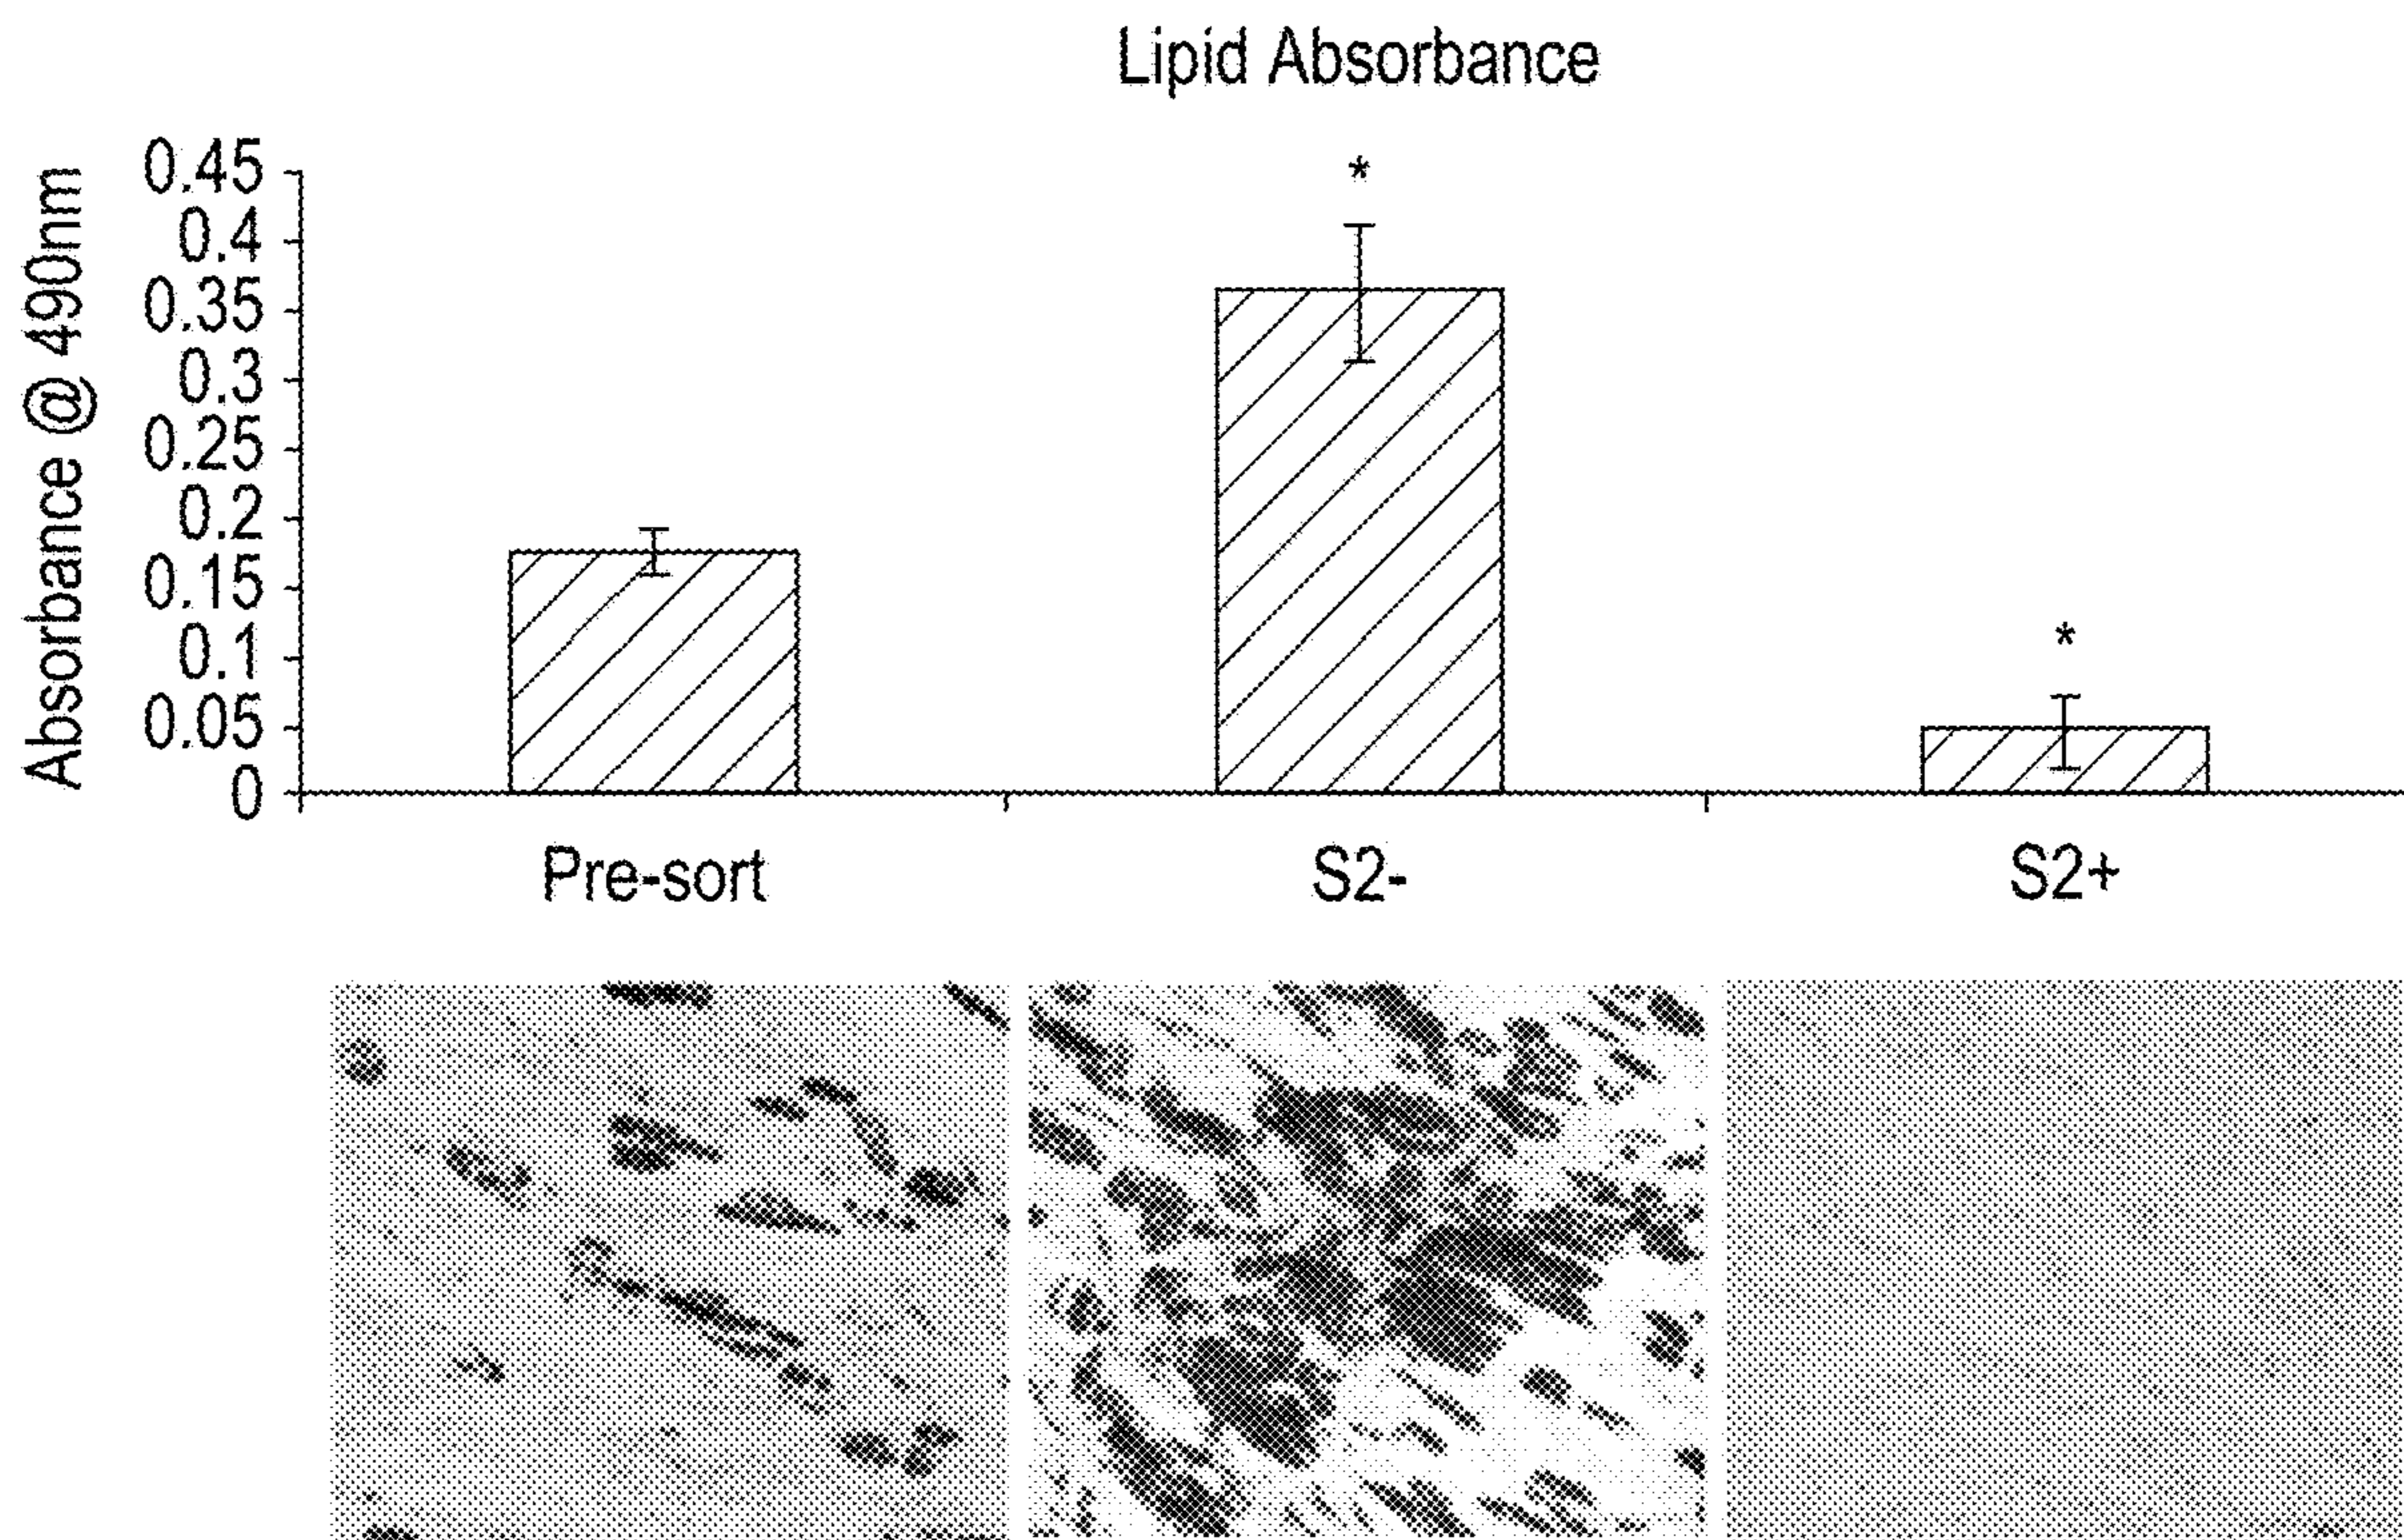 Lipid Absorbance
Absorbance @ 490nm
0.45
0.4
0.35
0.3
0.25
0.2
0.15
0.1
0.05
0
*
*
Pre-sort
S2-
S2+